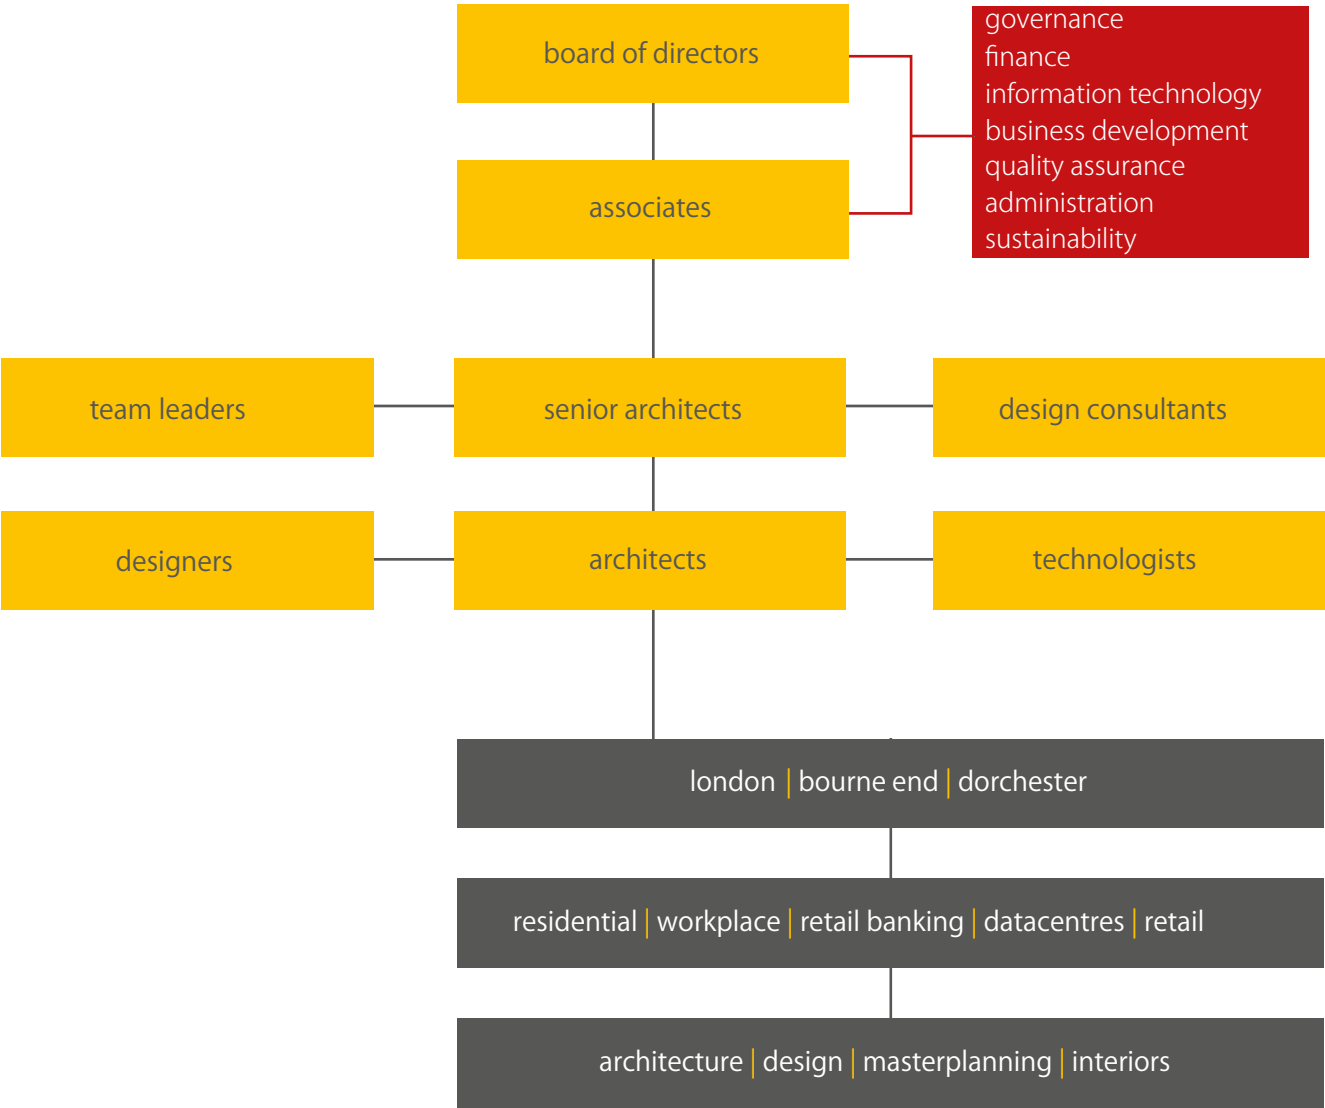 board of directors
governance
finance
information technology
business development
quality assurance
administration
sustainability
associates
team leaders
senior architects
design consultants
designers
architects
technologists
london | bourne end | dorchester
residential | workplace | retail banking | datacentres | retail
architecture | design | masterplanning | interiors